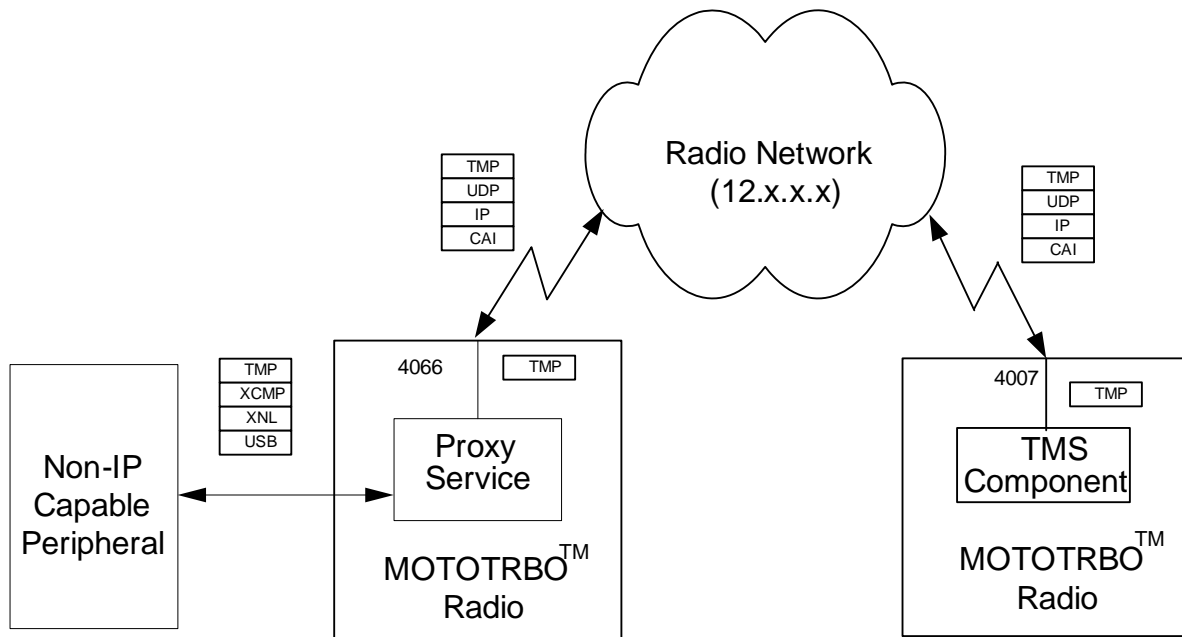 Radio Network
(12.x.x.x)
TMP
UDP
IP
CAI
TMP
UDP
IP
CAI
TMP
XCMP
XNL
USB
Non-IP
Capable
Peripheral
4066
TMP
Proxy
Service
MOTOTRBO™
Radio
4007
TMP
TMS
Component
MOTOTRBO™
Radio